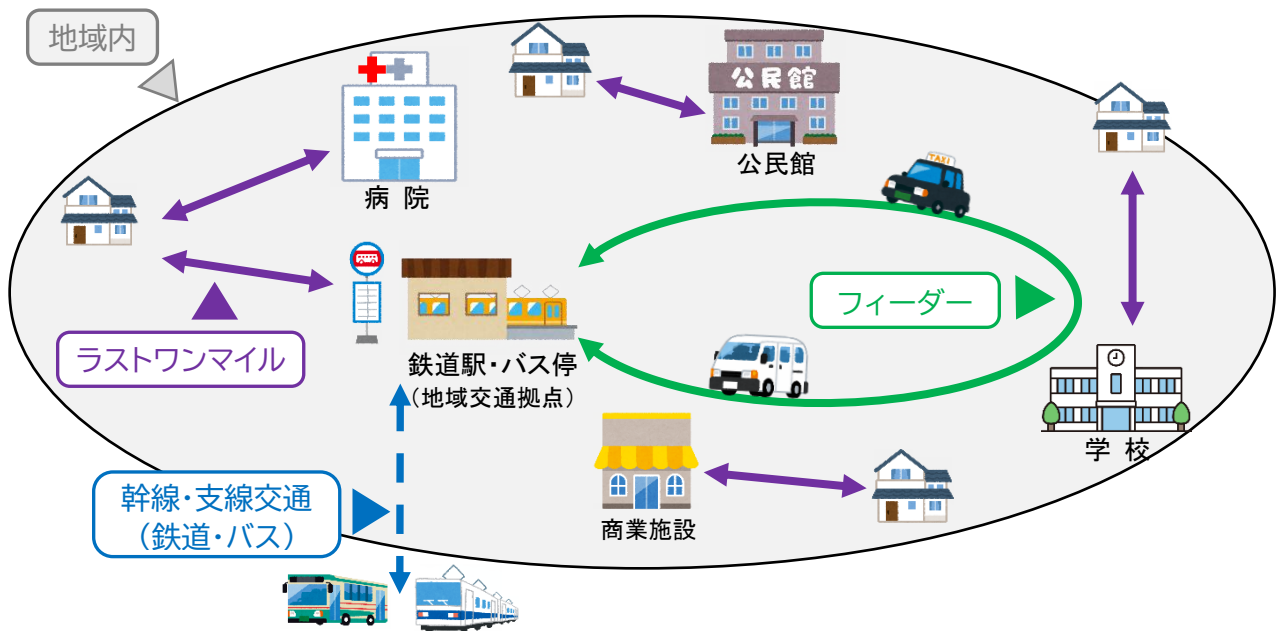 地域内
公民館
公民館
TAXI
病 院
フィーダー
ラストワンマイル
鉄道駅・バス停
（地域交通拠点）
学 校
幹線・支線交通
（鉄道・バス）
商業施設